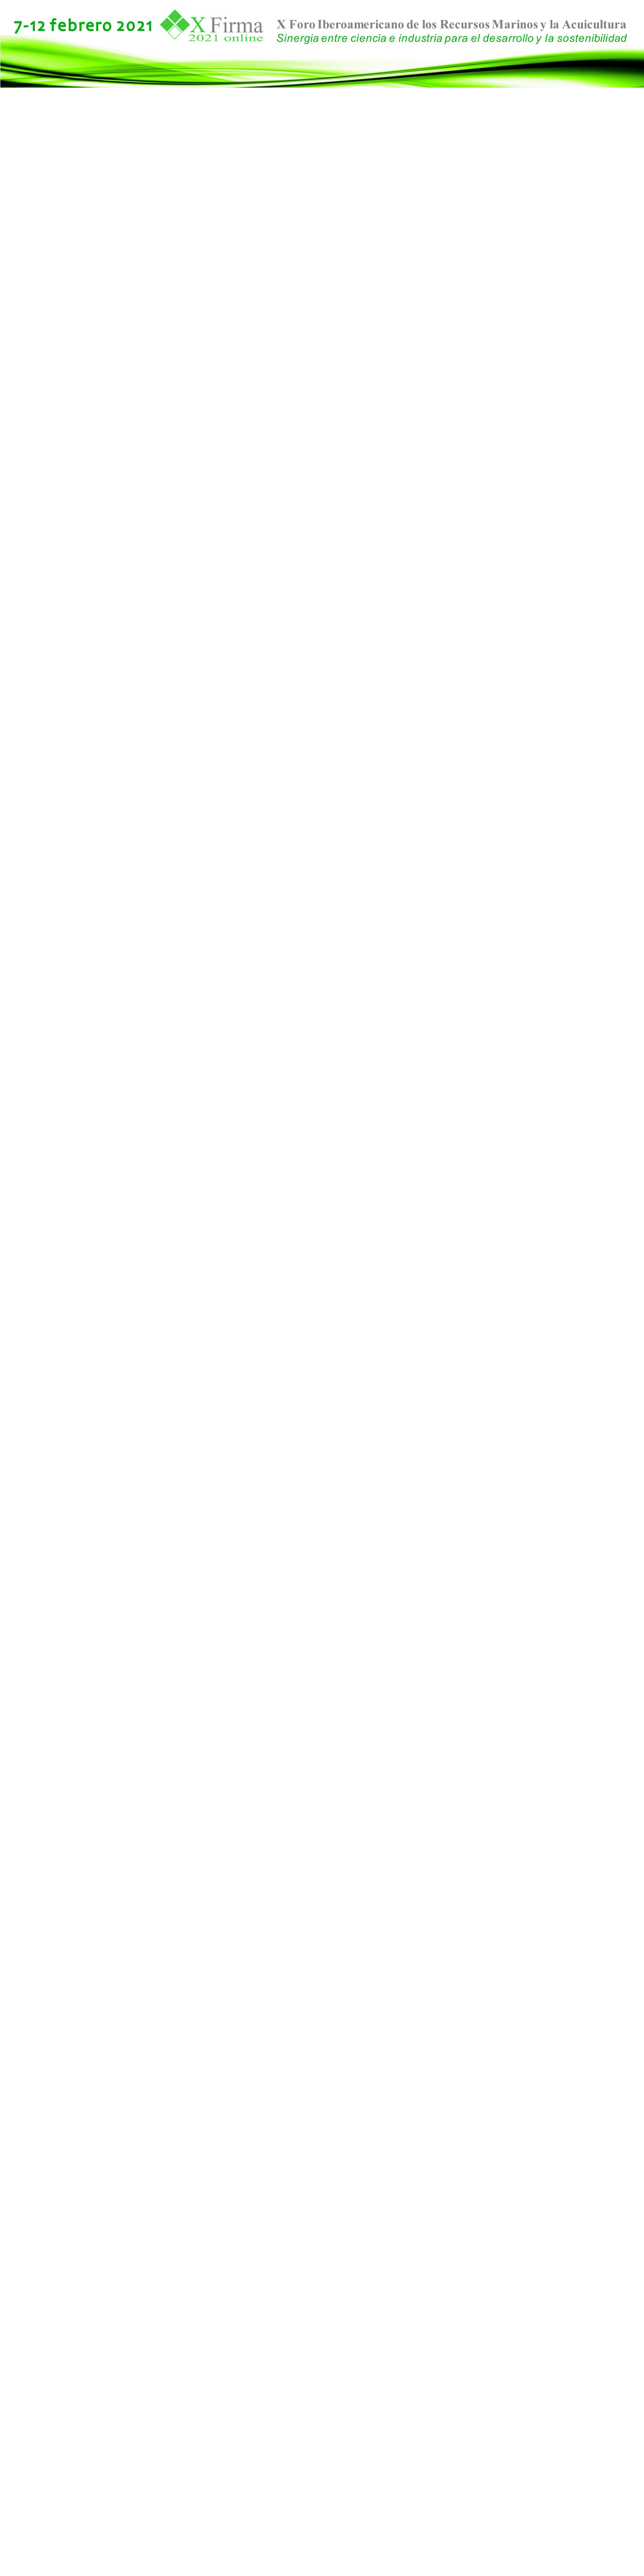 7-12 febrero 2021
X Firma
2021 online
X Foro Iberoamericano de los Recursos Marinos y la Acuicultura
Sinergia entre ciencia e industria para el desarrollo y la sostenibilidad